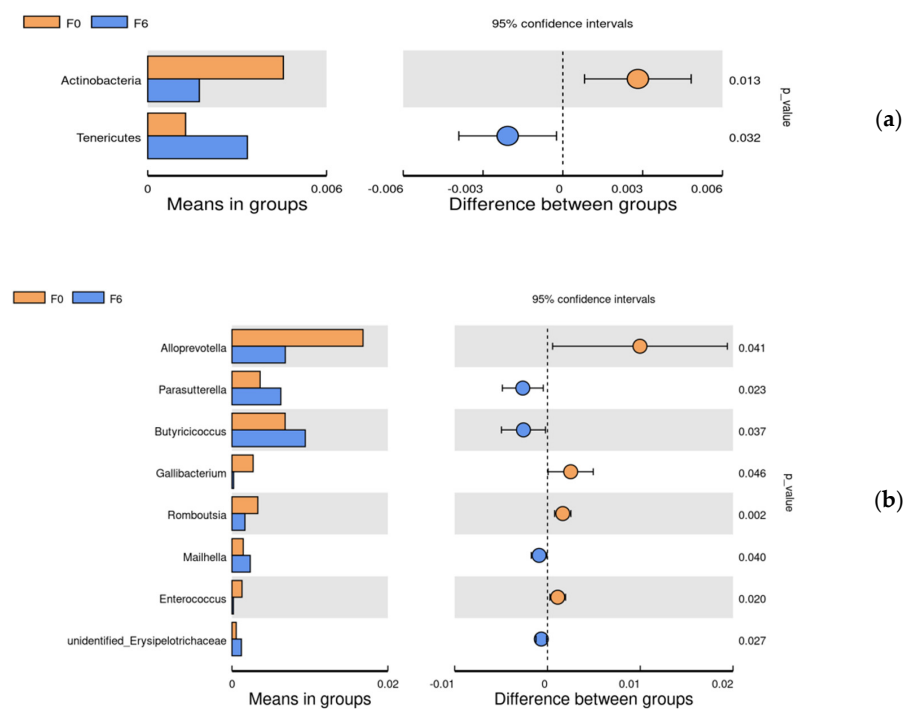 F0 F6
95% confidence intervals
Actinobacteria
0.013
Tenericutes
0.032
p_value
(a)
0 0.006 -0.006 -0.003 0 0.003 0.006
Means in groups Difference between groups
F0 F6
95% confidence intervals
Alloprevotella 0.041
Parasutterella 0.023
Butyricicoccus 0.037
Gallibacterium 0.046
Romboutsia 0.002
Mailhella 0.040
Enterococcus 0.020
unidentified_Erysipelotrichaceae 0.027
p_value
(b)
0 0.02 -0.01 0 0.01 0.02
Means in groups Difference between groups